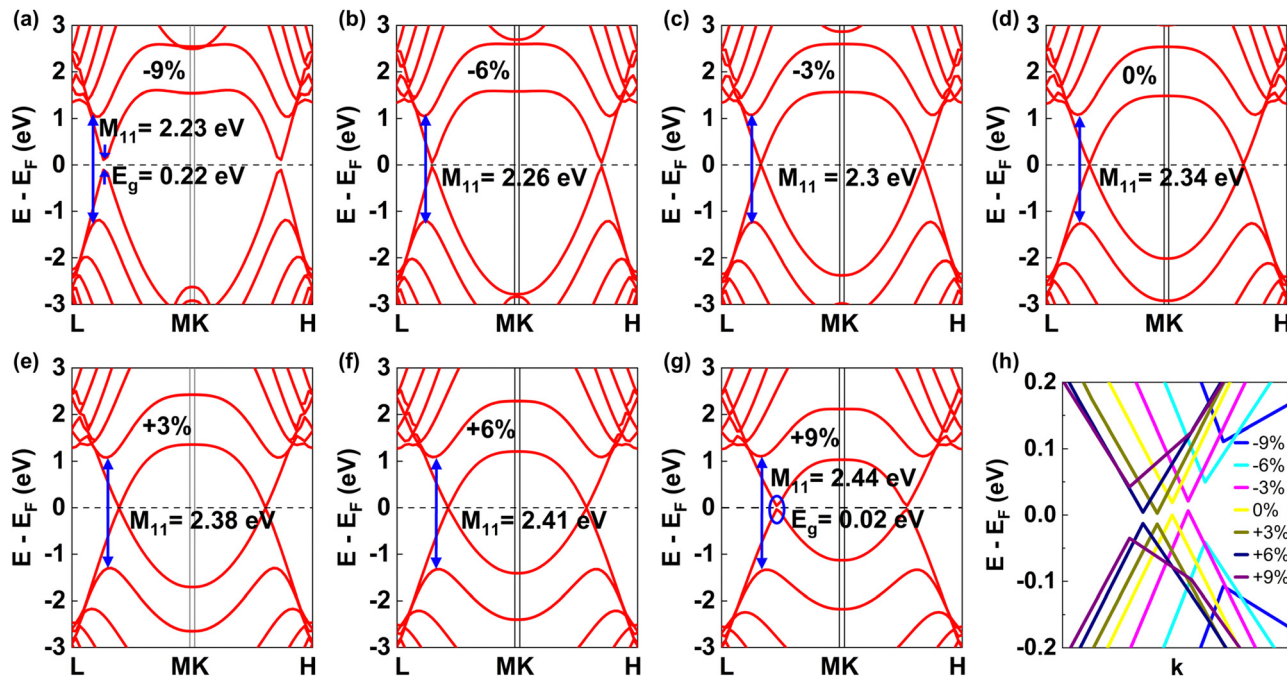 (a)
3
2
1
0
-1
-2
-3
E - E_F (eV)
-9%
M₁₁= 2.23 eV
E_g= 0.22 eV
L MK H
(b)
3
2
1
0
-1
-2
-3
E - E_F (eV)
-6%
M₁₁= 2.26 eV
L MK H
(c)
3
2
1
0
-1
-2
-3
E - E_F (eV)
-3%
M₁₁= 2.3 eV
L MK H
(d)
3
2
1
0
-1
-2
-3
E - E_F (eV)
0%
M₁₁= 2.34 eV
L MK H
(e)
3
2
1
0
-1
-2
-3
E - E_F (eV)
+3%
M₁₁= 2.38 eV
L MK H
(f)
3
2
1
0
-1
-2
-3
E - E_F (eV)
+6%
M₁₁= 2.41 eV
L MK H
(g)
3
2
1
0
-1
-2
-3
E - E_F (eV)
+9%
M₁₁= 2.44 eV
E_g= 0.02 eV
L MK H
(h)
0.2
0.1
0.0
-0.1
-0.2
E - E_F (eV)
-9%
-6%
-3%
0%
+3%
+6%
+9%
k